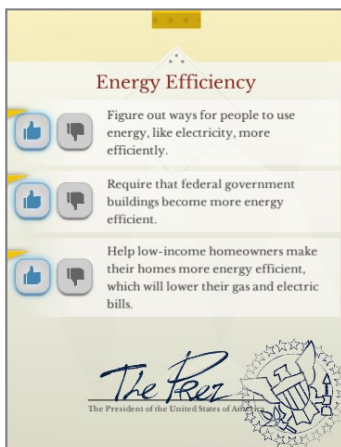 Energy Efficiency
Figure out ways for people to use
energy, like electricity, more
efficiently.
Require that federal government
buildings become more energy
efficient.
Help low-income homeowners make
their homes more energy efficient,
which will lower their gas and electric
bills.
The Prez
The President of the United States of America